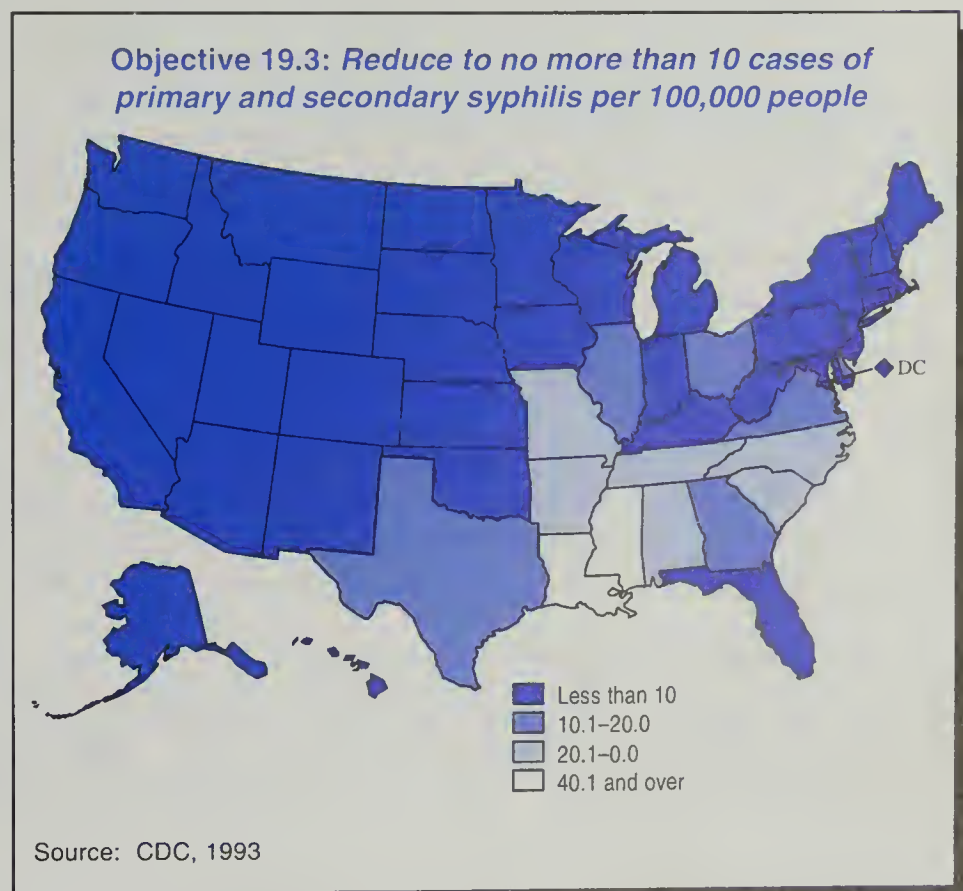 Objective 19.3: Reduce to no more than 10 cases of
primary and secondary syphilis per 100,000 people
DC
Less than 10
10.1–20.0
20.1–0.0
40.1 and over
Source: CDC, 1993